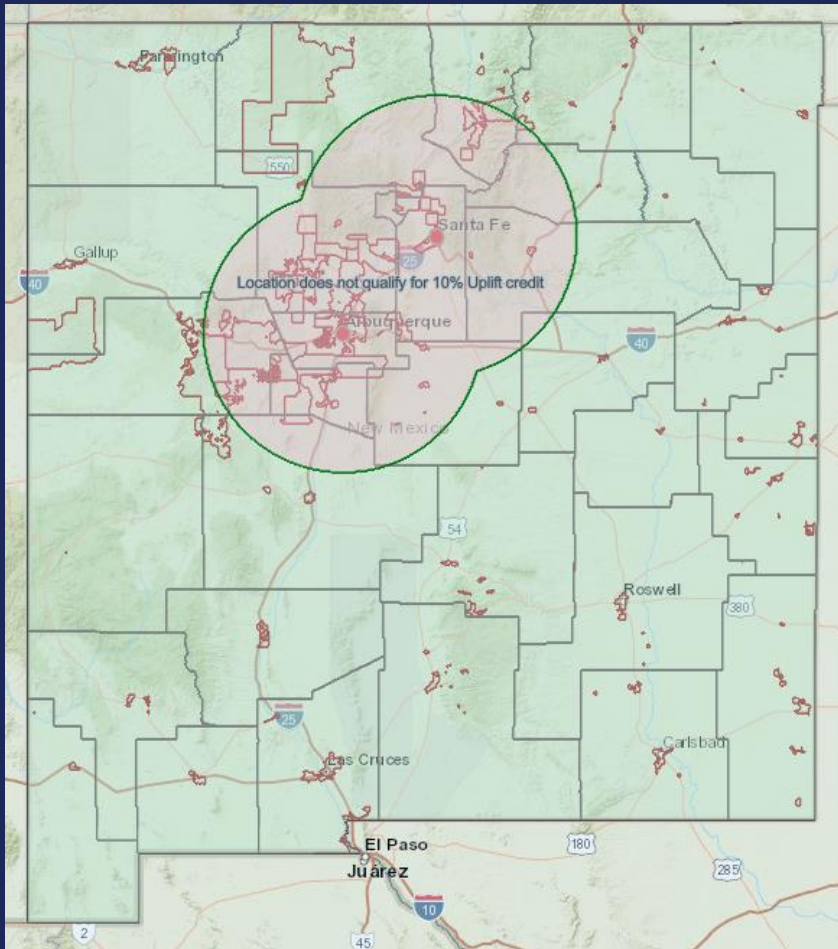 Farmington
550
Santa Fe
Gallup
25
40
Location does not qualify for 10% Uplift credit
Albuquerque
40
New Mexico
54
Roswell
380
25
Las Cruces
Carlsbad
El Paso
180
Juárez
285
10
2
45